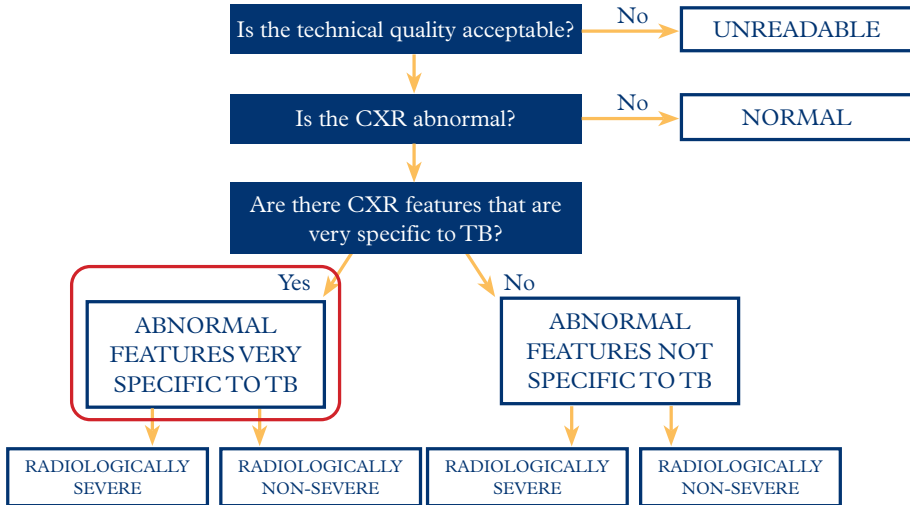 Is the technical quality acceptable?
No
UNREADABLE
Is the CXR abnormal?
No
NORMAL
Are there CXR features that are
very specific to TB?
Yes
No
ABNORMAL
FEATURES VERY
SPECIFIC TO TB
ABNORMAL
FEATURES NOT
SPECIFIC TO TB
RADIOLOGICALLY
SEVERE
RADIOLOGICALLY
NON-SEVERE
RADIOLOGICALLY
SEVERE
RADIOLOGICALLY
NON-SEVERE